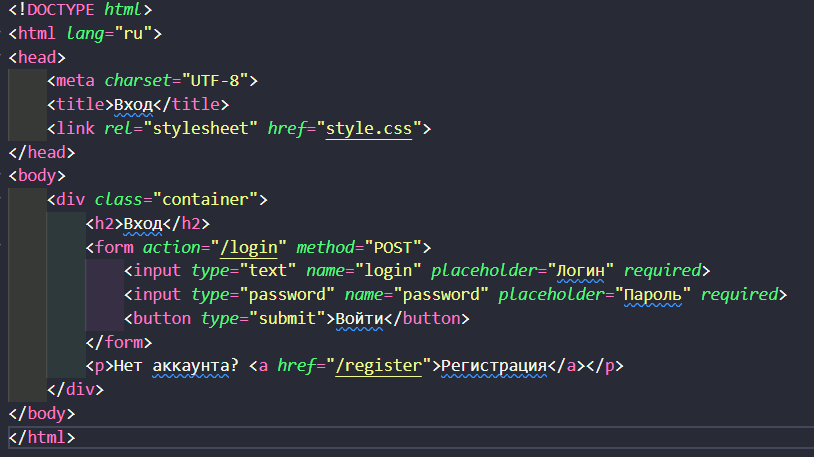 <!DOCTYPE html>
<html lang="ru">
<head>
    <meta charset="UTF-8">
    <title>Вход</title>
    <link rel="stylesheet" href="style.css">
</head>
<body>
    <div class="container">
        <h2>Вход</h2>
        <form action="/login" method="POST">
            <input type="text" name="login" placeholder="Логин" required>
            <input type="password" name="password" placeholder="Пароль" required>
            <button type="submit">Войти</button>
        </form>
        <p>Нет аккаунта? <a href="/register">Регистрация</a></p>
    </div>
</body>
</html>